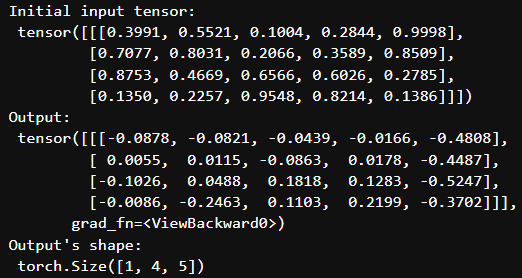 Initial input tensor:
 tensor([[[0.3991, 0.5521, 0.1004, 0.2844, 0.9998],
         [0.7077, 0.8031, 0.2066, 0.3589, 0.8509],
         [0.8753, 0.4669, 0.6566, 0.6026, 0.2785],
         [0.1350, 0.2257, 0.9548, 0.8214, 0.1386]]])
Output:
 tensor([[[-0.0878, -0.0821, -0.0439, -0.0166, -0.4808],
         [ 0.0055,  0.0115, -0.0863,  0.0178, -0.4487],
         [-0.1026,  0.0488,  0.1818,  0.1283, -0.5247],
         [-0.0086, -0.2463,  0.1103,  0.2199, -0.3702]]],
       grad_fn=<ViewBackward0>)
Output's shape:
 torch.Size([1, 4, 5])